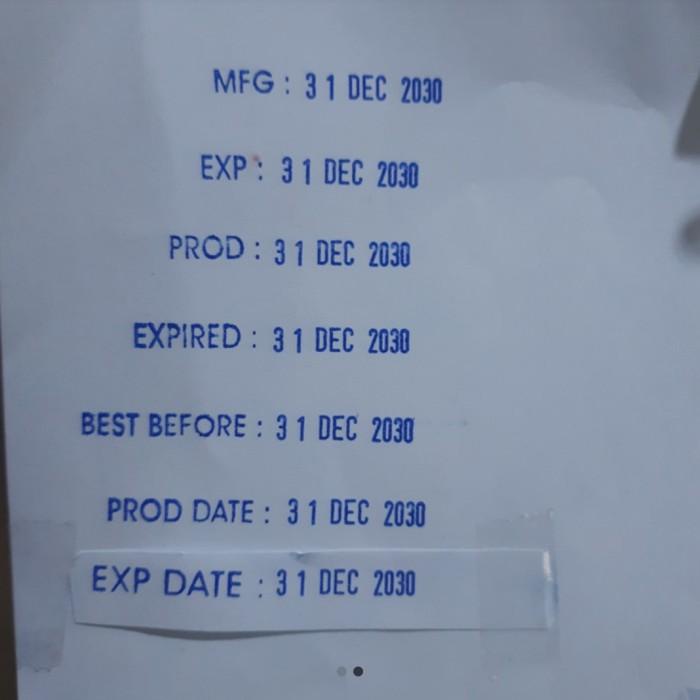 MFG : 31 DEC 2030
EXP : 31 DEC 2030
PROD : 31 DEC 2030
EXPIRED : 31 DEC 2030
BEST BEFORE : 31 DEC 2030
PROD DATE : 31 DEC 2030
EXP DATE : 31 DEC 2030